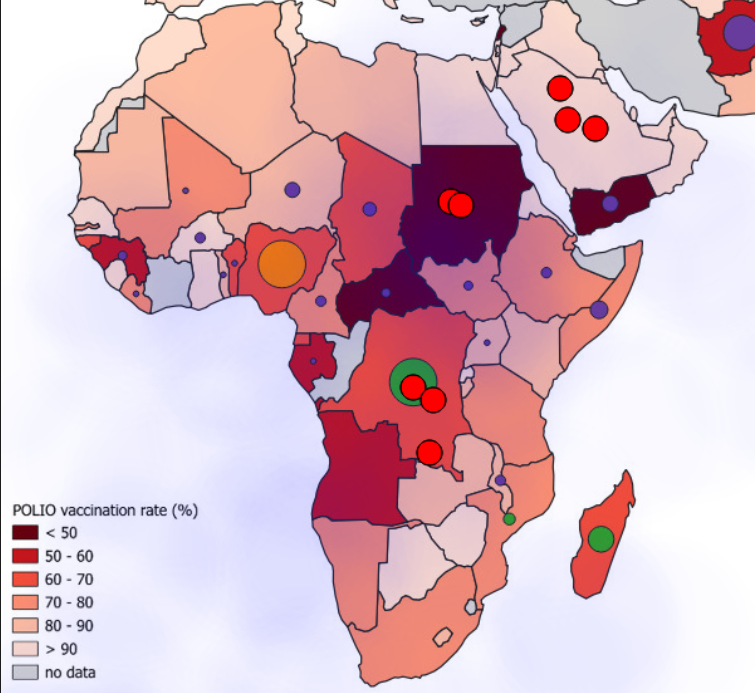 POLIO vaccination rate (%)
< 50
50 - 60
60 - 70
70 - 80
80 - 90
> 90
no data